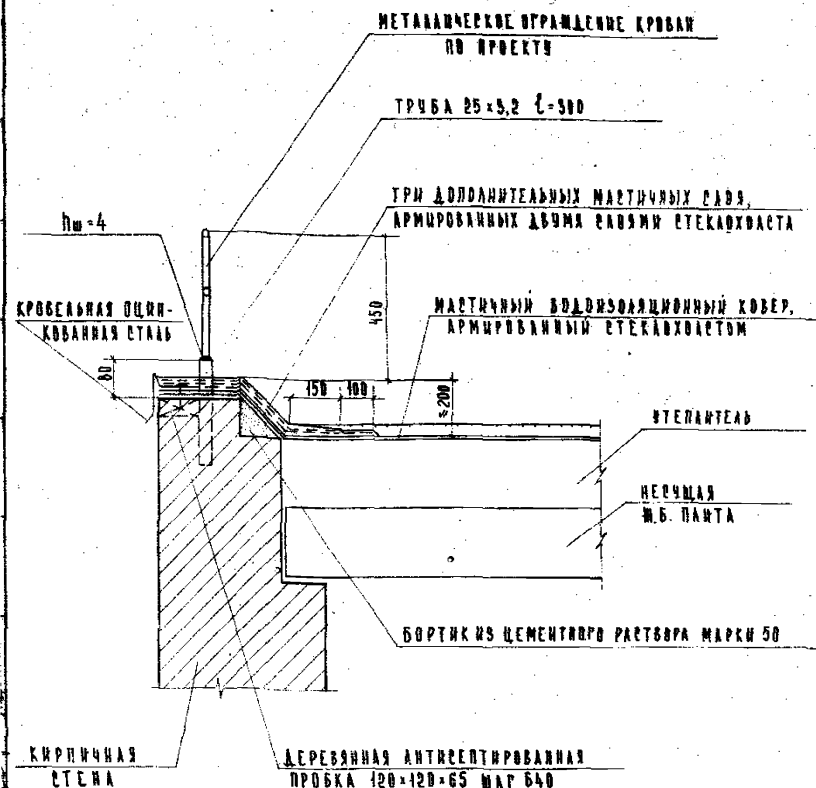 МЕТАЛЛИЧЕСКОЕ ОГРАЖДЕНИЕ КРОВЛИ
ПО ПРОЕКТУ
ТРУБА 25×3,2 ℓ=300
ТРИ ДОПОЛНИТЕЛЬНЫХ МАСТИЧНЫХ СЛОЯ,
АРМИРОВАННЫХ ДВУМЯ СЛОЯМИ СТЕКЛОХОЛСТА
hш=4
450
КРОВЕЛЬНАЯ ОЦИН-
КОВАННАЯ СТАЛЬ
МАСТИЧНЫЙ ВОДОИЗОЛЯЦИОННЫЙ КОВЕР,
АРМИРОВАННЫЙ СТЕКЛОХОЛСТОМ
80
150 100
≈200
УТЕПЛИТЕЛЬ
НЕСУЩАЯ
Ж.Б. ПЛИТА
БОРТИК ИЗ ЦЕМЕНТНОГО РАСТВОРА МАРКИ 50
КИРПИЧНАЯ
СТЕНА
ДЕРЕВЯННАЯ АНТИСЕПТИРОВАННАЯ
ПРОБКА 120×120×65 ШАГ 640